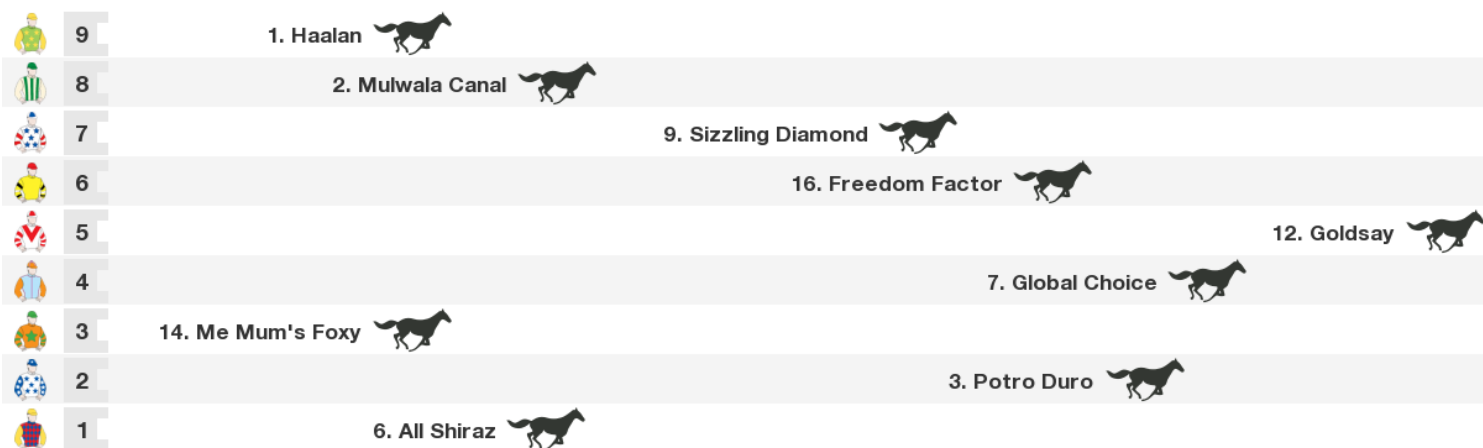 9 1. Haalan
8 2. Mulwala Canal
7 9. Sizzling Diamond
6 16. Freedom Factor
5 12. Goldsay
4 7. Global Choice
3 14. Me Mum's Foxy
2 3. Potro Duro
1 6. All Shiraz